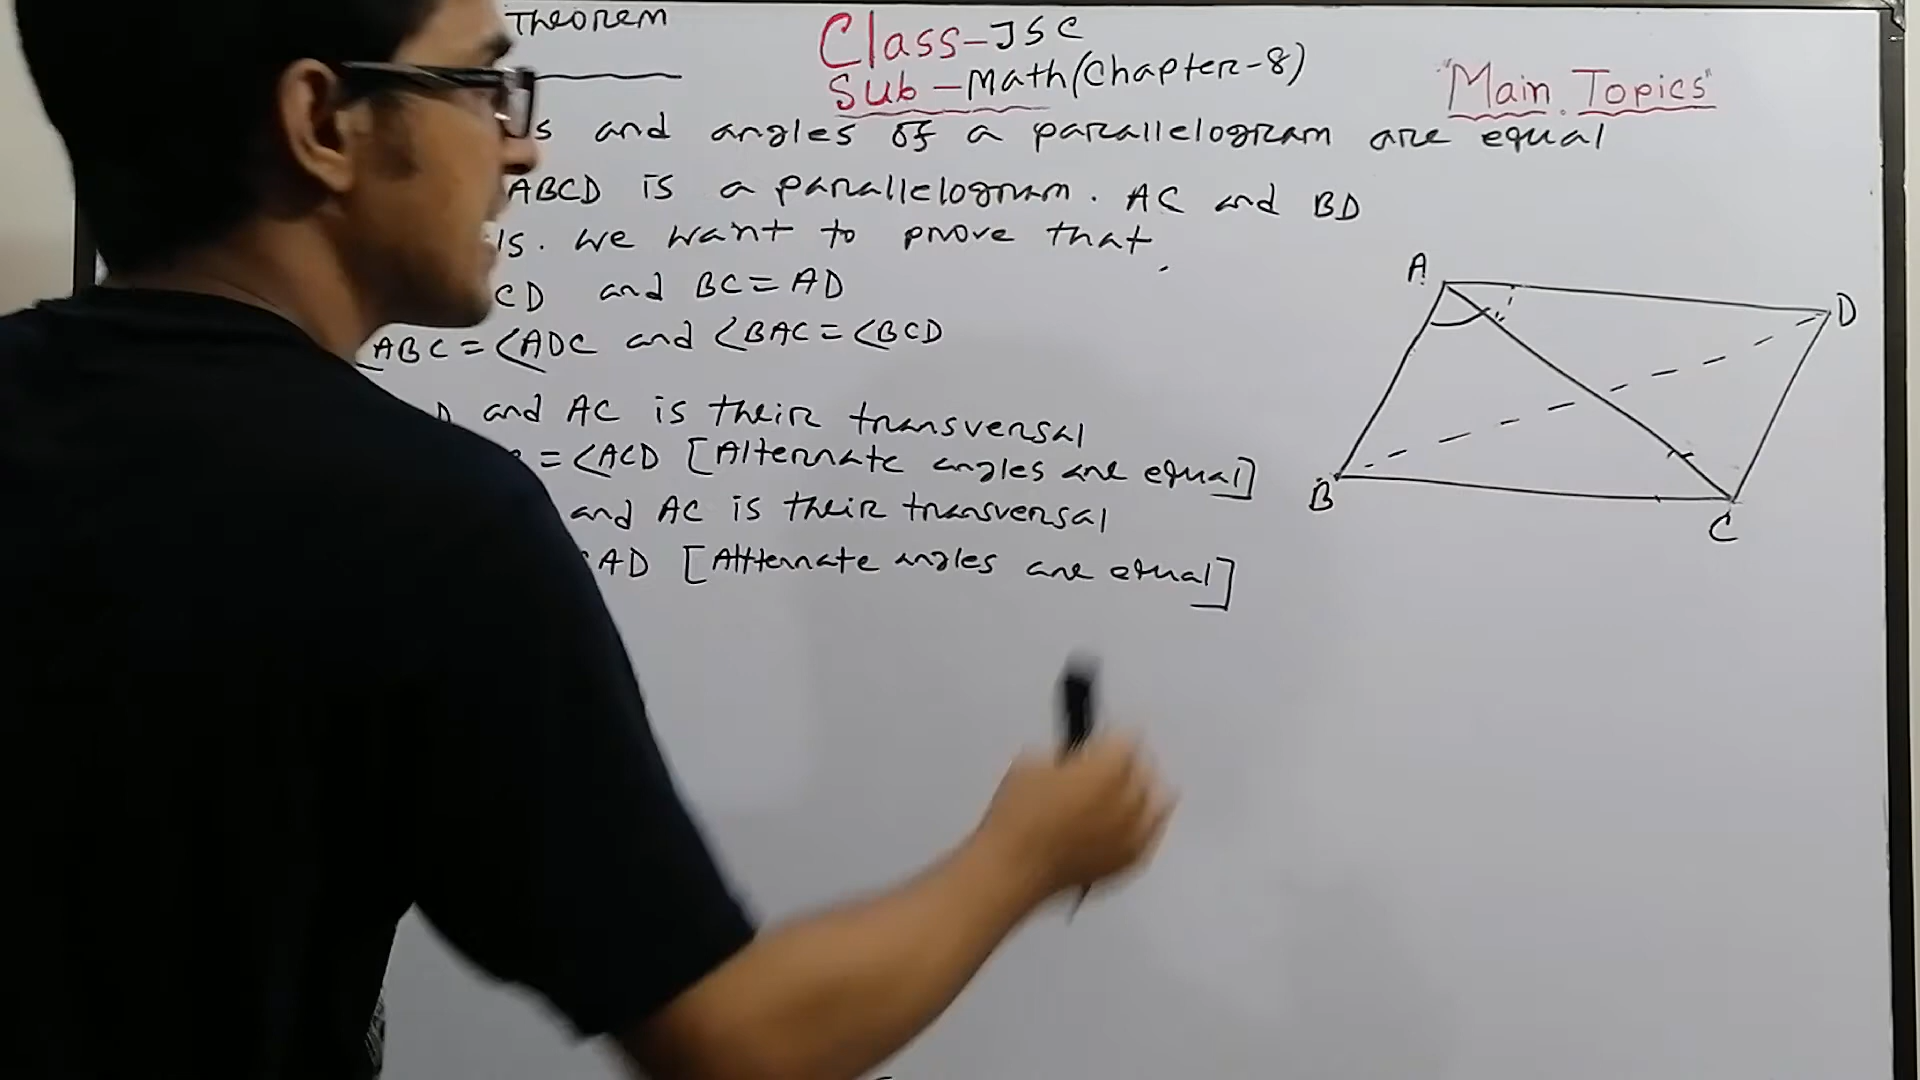 Theorem
Class-JSC
Sub-Math(Chapter-8)
"Main Topics"
and angles of a parallelogram are equal
ABCD is a parallelogram. AC and BD
we want to prove that
CD and BC=AD
ABC=∠ADC and ∠BAC=∠BCD
and AC is their transversal
=∠ACD [Alternate angles are equal]
and AC is their transversal
AD [Altternate angles are equal]
A
D
B
C